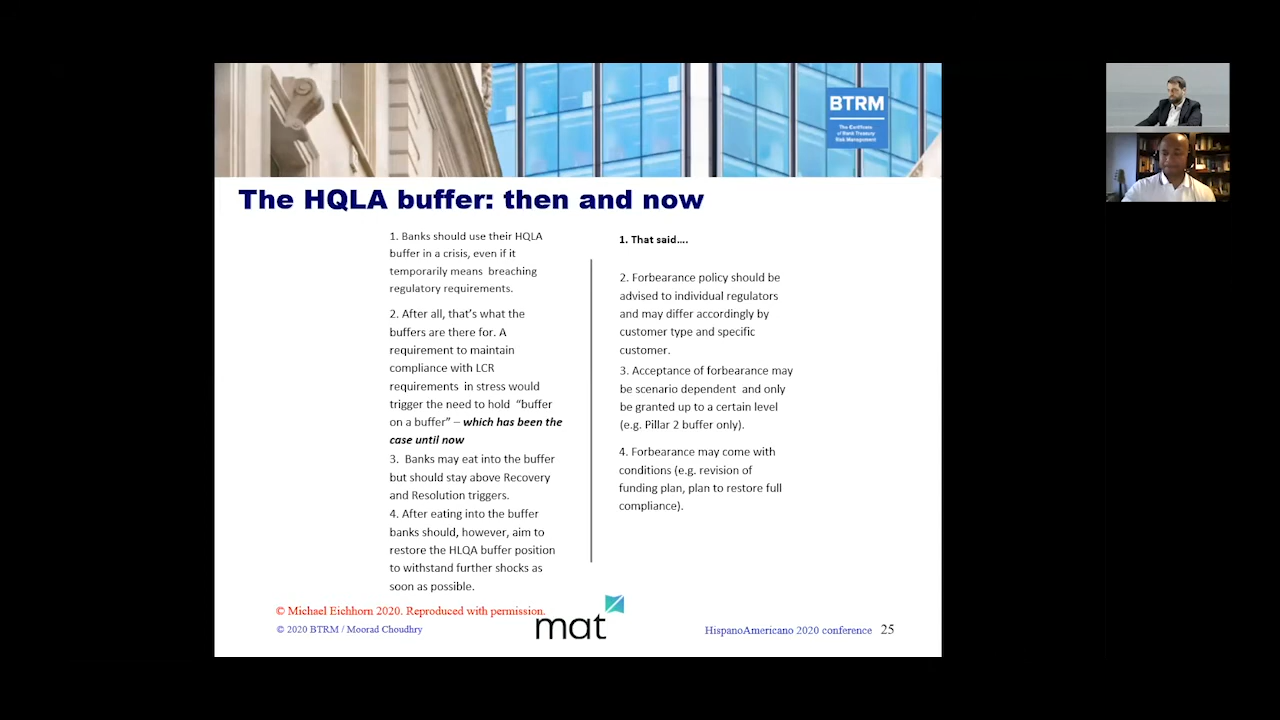 BTRM
The Certificate
of Bank Treasury
Risk Management
The HQLA buffer: then and now
1. Banks should use their HQLA
buffer in a crisis, even if it
temporarily means breaching
regulatory requirements.
2. After all, that’s what the
buffers are there for. A
requirement to maintain
compliance with LCR
requirements in stress would
trigger the need to hold “buffer
on a buffer” – which has been the
case until now
3. Banks may eat into the buffer
but should stay above Recovery
and Resolution triggers.
4. After eating into the buffer
banks should, however, aim to
restore the HLQA buffer position
to withstand further shocks as
soon as possible.
1. That said....
2. Forbearance policy should be
advised to individual regulators
and may differ accordingly by
customer type and specific
customer.
3. Acceptance of forbearance may
be scenario dependent and only
be granted up to a certain level
(e.g. Pillar 2 buffer only).
4. Forbearance may come with
conditions (e.g. revision of
funding plan, plan to restore full
compliance).
© Michael Eichhorn 2020. Reproduced with permission.
© 2020 BTRM / Moorad Choudhry
mat
HispanoAmericano 2020 conference 25